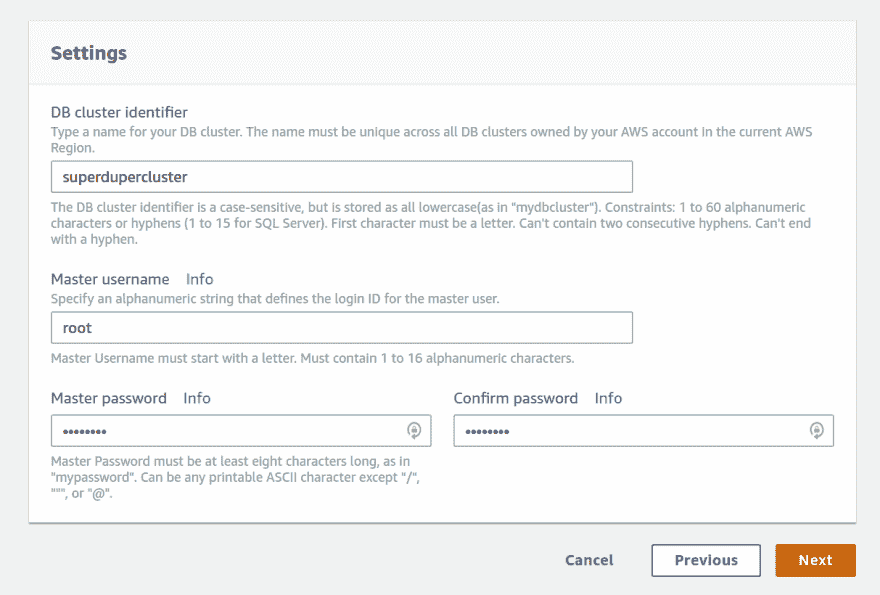 Settings
DB cluster identifier
Type a name for your DB cluster. The name must be unique across all DB clusters owned by your AWS account in the current AWS
Region.
superdupercluster
The DB cluster identifier is a case-sensitive, but is stored as all lowercase(as in "mydbcluster"). Constraints: 1 to 60 alphanumeric
characters or hyphens (1 to 15 for SQL Server). First character must be a letter. Can't contain two consecutive hyphens. Can't end
with a hyphen.
Master username Info
Specify an alphanumeric string that defines the login ID for the master user.
root
Master Username must start with a letter. Must contain 1 to 16 alphanumeric characters.
Master password Info Confirm password Info
•••••••• ••••••••
Master Password must be at least eight characters long, as in
"mypassword". Can be any printable ASCII character except "/",
""", or "@".
Cancel Previous Next